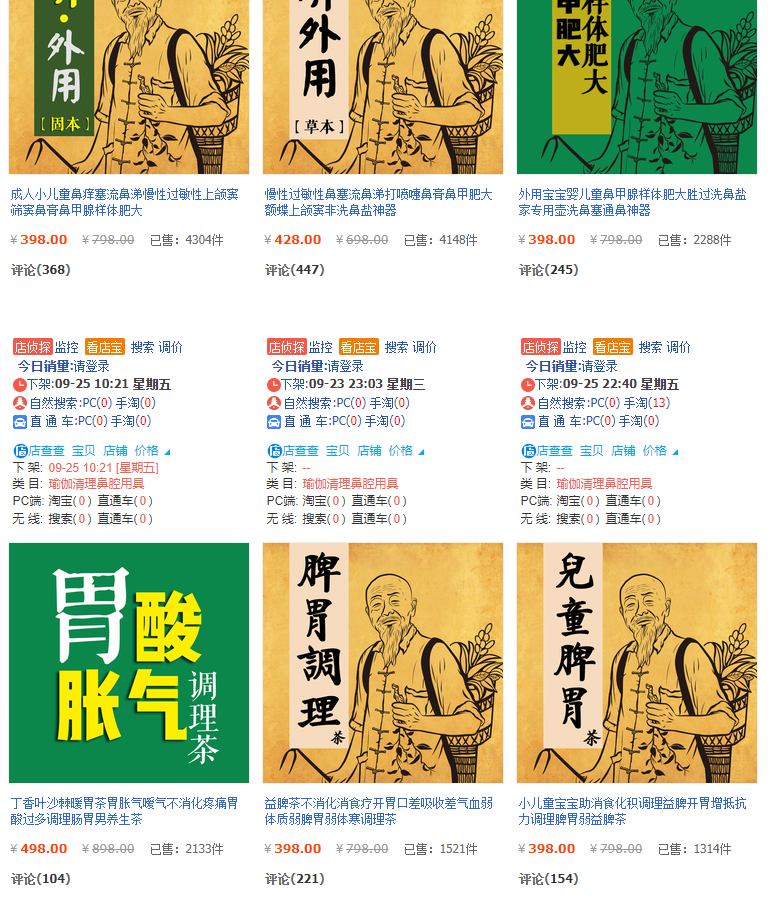 外用
【固本】
外用
【草本】
样体肥大
甲肥大
成人小儿童鼻痒塞流鼻涕慢性过敏性上颌窦
筛窦鼻膏鼻甲腺样体肥大
¥398.00 ¥798.00 已售：4304件
评论(368)
慢性过敏性鼻塞流鼻涕打喷嚏鼻膏鼻甲肥大
额蝶上颌窦非洗鼻盐神器
¥428.00 ¥698.00 已售：4148件
评论(447)
外用宝宝婴儿童鼻甲腺样体肥大胜过洗鼻盐
家专用壶洗鼻塞通鼻神器
¥398.00 ¥798.00 已售：2288件
评论(245)
店侦探 监控 看店宝 搜索 调价
今日销量:请登录
下架:09-25 10:21 星期五
自然搜索:PC(0) 手淘(0)
直 通 车:PC(0) 手淘(0)
店查查 宝贝 店铺 价格
下 架: 09-25 10:21 [星期五]
类 目: 瑜伽清理鼻腔用具
PC端: 淘宝(0) 直通车(0)
无 线: 搜索(0) 直通车(0)
店侦探 监控 看店宝 搜索 调价
今日销量:请登录
下架:09-23 23:03 星期三
自然搜索:PC(0) 手淘(0)
直 通 车:PC(0) 手淘(0)
店查查 宝贝 店铺 价格
下 架: --
类 目: 瑜伽清理鼻腔用具
PC端: 淘宝(0) 直通车(0)
无 线: 搜索(0) 直通车(0)
店侦探 监控 看店宝 搜索 调价
今日销量:请登录
下架:09-25 22:40 星期五
自然搜索:PC(0) 手淘(13)
直 通 车:PC(0) 手淘(0)
店查查 宝贝 店铺 价格
下 架: --
类 目: 瑜伽清理鼻腔用具
PC端: 淘宝(0) 直通车(0)
无 线: 搜索(0) 直通车(0)
胃酸
胀气
调理茶
脾胃調理
茶
兒童脾胃
茶
丁香叶沙棘暖胃茶胃胀气嗳气不消化疼痛胃
酸过多调理肠胃男养生茶
¥498.00 ¥898.00 已售：2133件
评论(104)
益脾茶不消化消食疗开胃口差吸收差气血弱
体质弱脾胃弱体寒调理茶
¥398.00 ¥798.00 已售：1521件
评论(221)
小儿童宝宝助消食化积调理益脾开胃增抵抗
力调理脾胃弱益脾茶
¥398.00 ¥798.00 已售：1314件
评论(154)